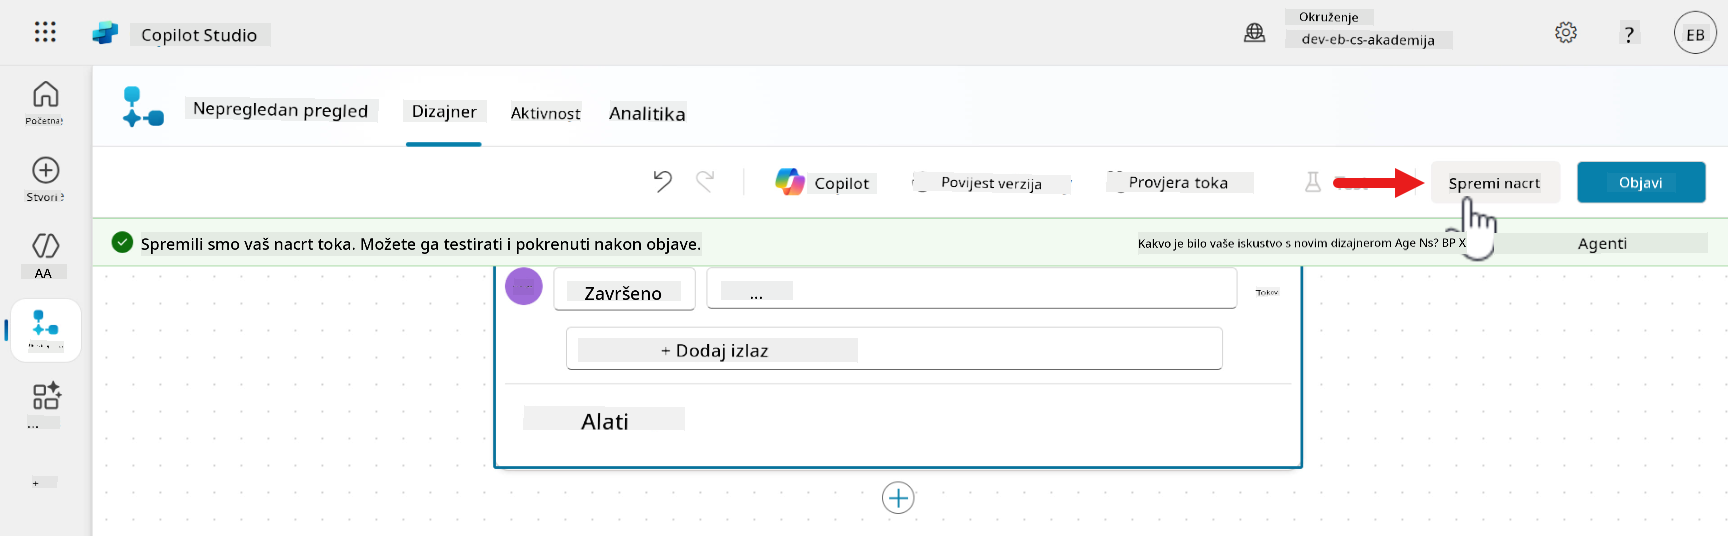 Copilot Studio
Okruženje
dev-eb-cs-akademija
?
EB
Početna
Nepregledan pregled
Dizajner
Aktivnost
Analitika
Stvori
Copilot
Povijest verzija
Provjera toka
Spremi nacrt
Objavi
AA
Spremili smo vaš nacrt toka. Možete ga testirati i pokrenuti nakon objave.
Kakvo je bilo vaše iskustvo s novim dizajnerom Age Ns? BP X
Agenti
Završeno
...
+ Dodaj izlaz
Alati
...
+